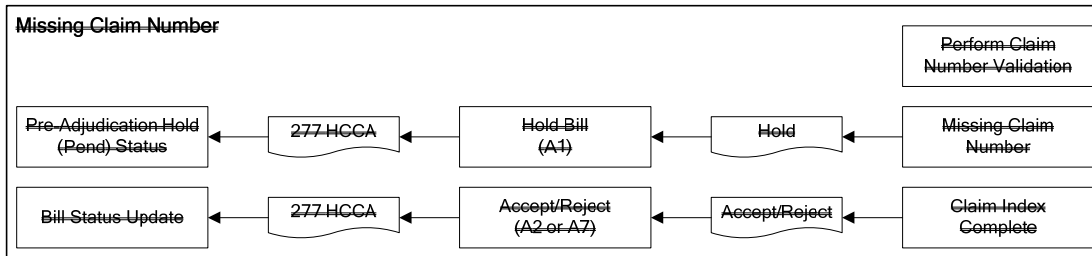 Missing Claim Number
Perform Claim
Number Validation
Pre-Adjudication Hold
(Pend) Status
277 HCCA
Hold Bill
(A1)
Hold
Missing Claim
Number
Bill Status Update
277 HCCA
Accept/Reject
(A2 or A7)
Accept/Reject
Claim Index
Complete